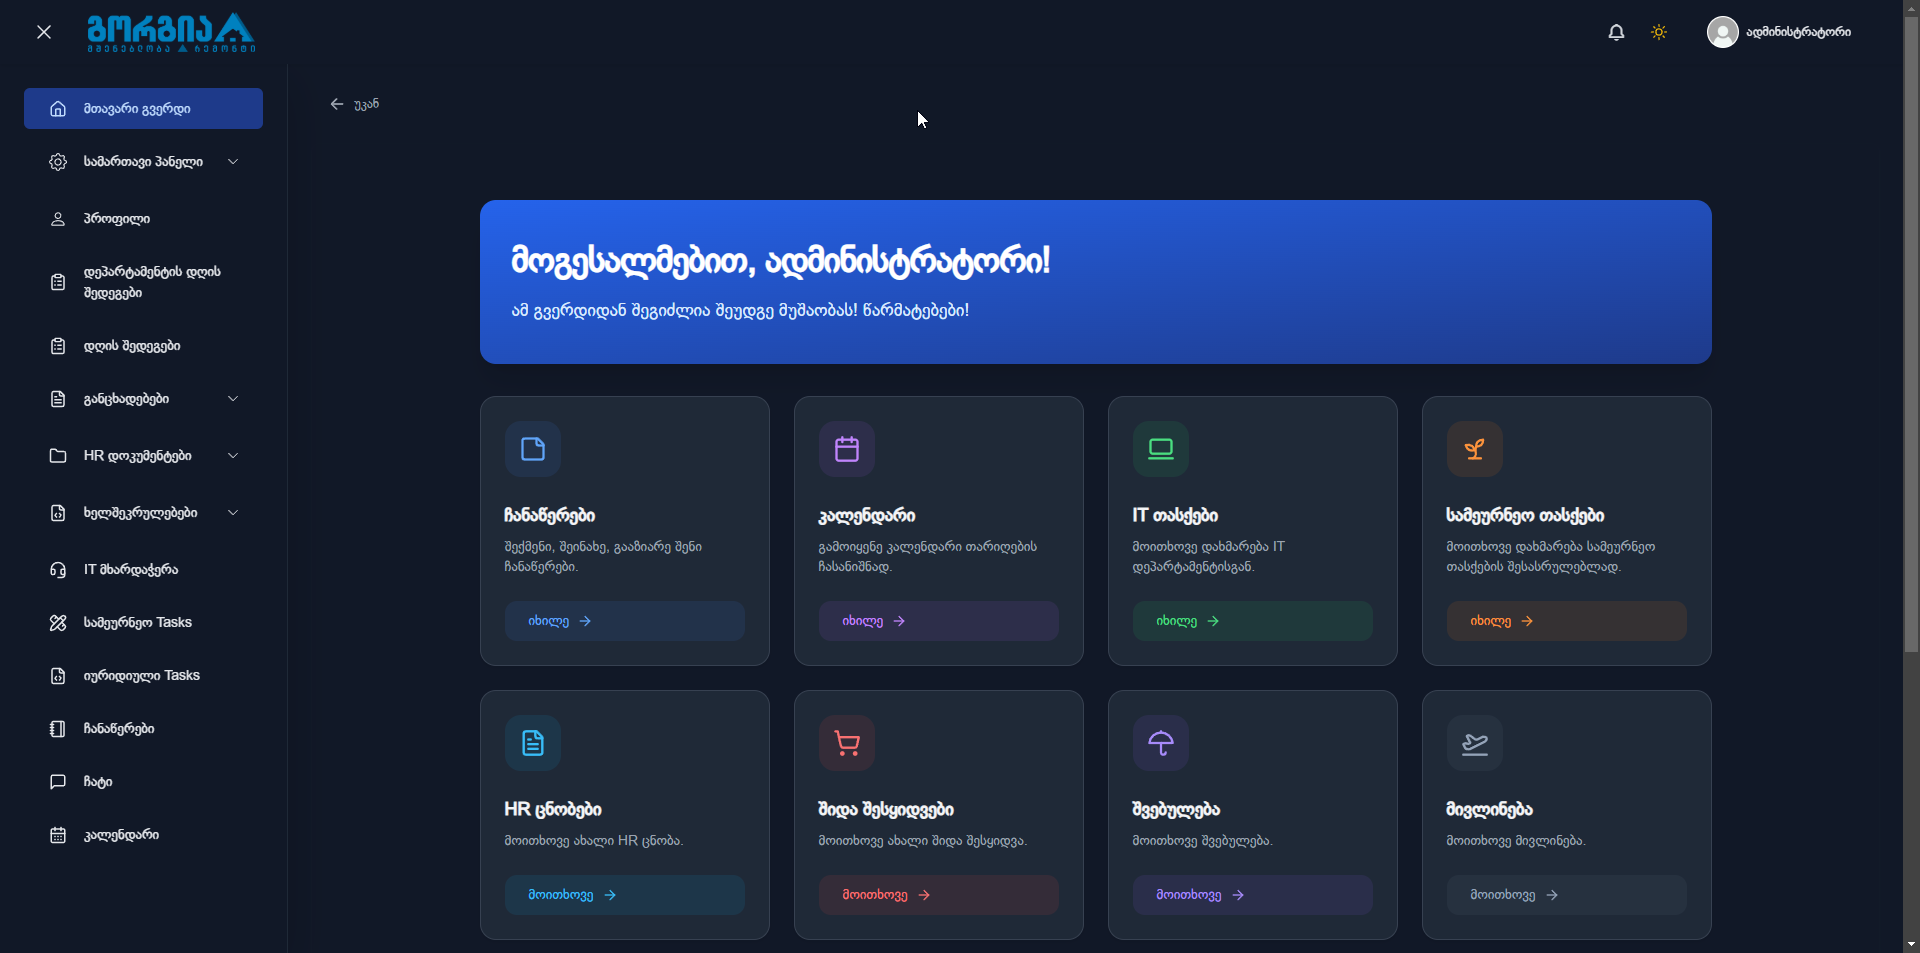 გორგია
მშენებლობა რემონტი
ადმინისტრატორი
მთავარი გვერდი
სამართავი პანელი
პროფილი
დეპარტამენტის დღის
შედეგები
დღის შედეგები
განცხადებები
HR დოკუმენტები
ხელშეკრულებები
IT მხარდაჭერა
სამეურნეო Tasks
იურიდიული Tasks
ჩანაწერები
ჩატი
კალენდარი
უკან
მოგესალმებით, ადმინისტრატორი!
ამ გვერდიდან შეგიძლია შეუდგე მუშაობას! წარმატებები!
ჩანაწერები
შექმენი, შეინახე, გააზიარე შენი
ჩანაწერები.
იხილე
კალენდარი
გამოიყენე კალენდარი თარიღების
ჩასანიშნად.
იხილე
IT თასქები
მოითხოვე დახმარება IT
დეპარტამენტისგან.
იხილე
სამეურნეო თასქები
მოითხოვე დახმარება სამეურნეო
თასქების შესასრულებლად.
იხილე
HR ცნობები
მოითხოვე ახალი HR ცნობა.
მოითხოვე
შიდა შესყიდვები
მოითხოვე ახალი შიდა შესყიდვა.
მოითხოვე
შვებულება
მოითხოვე შვებულება.
მოითხოვე
მივლინება
მოითხოვე მივლინება.
მოითხოვე